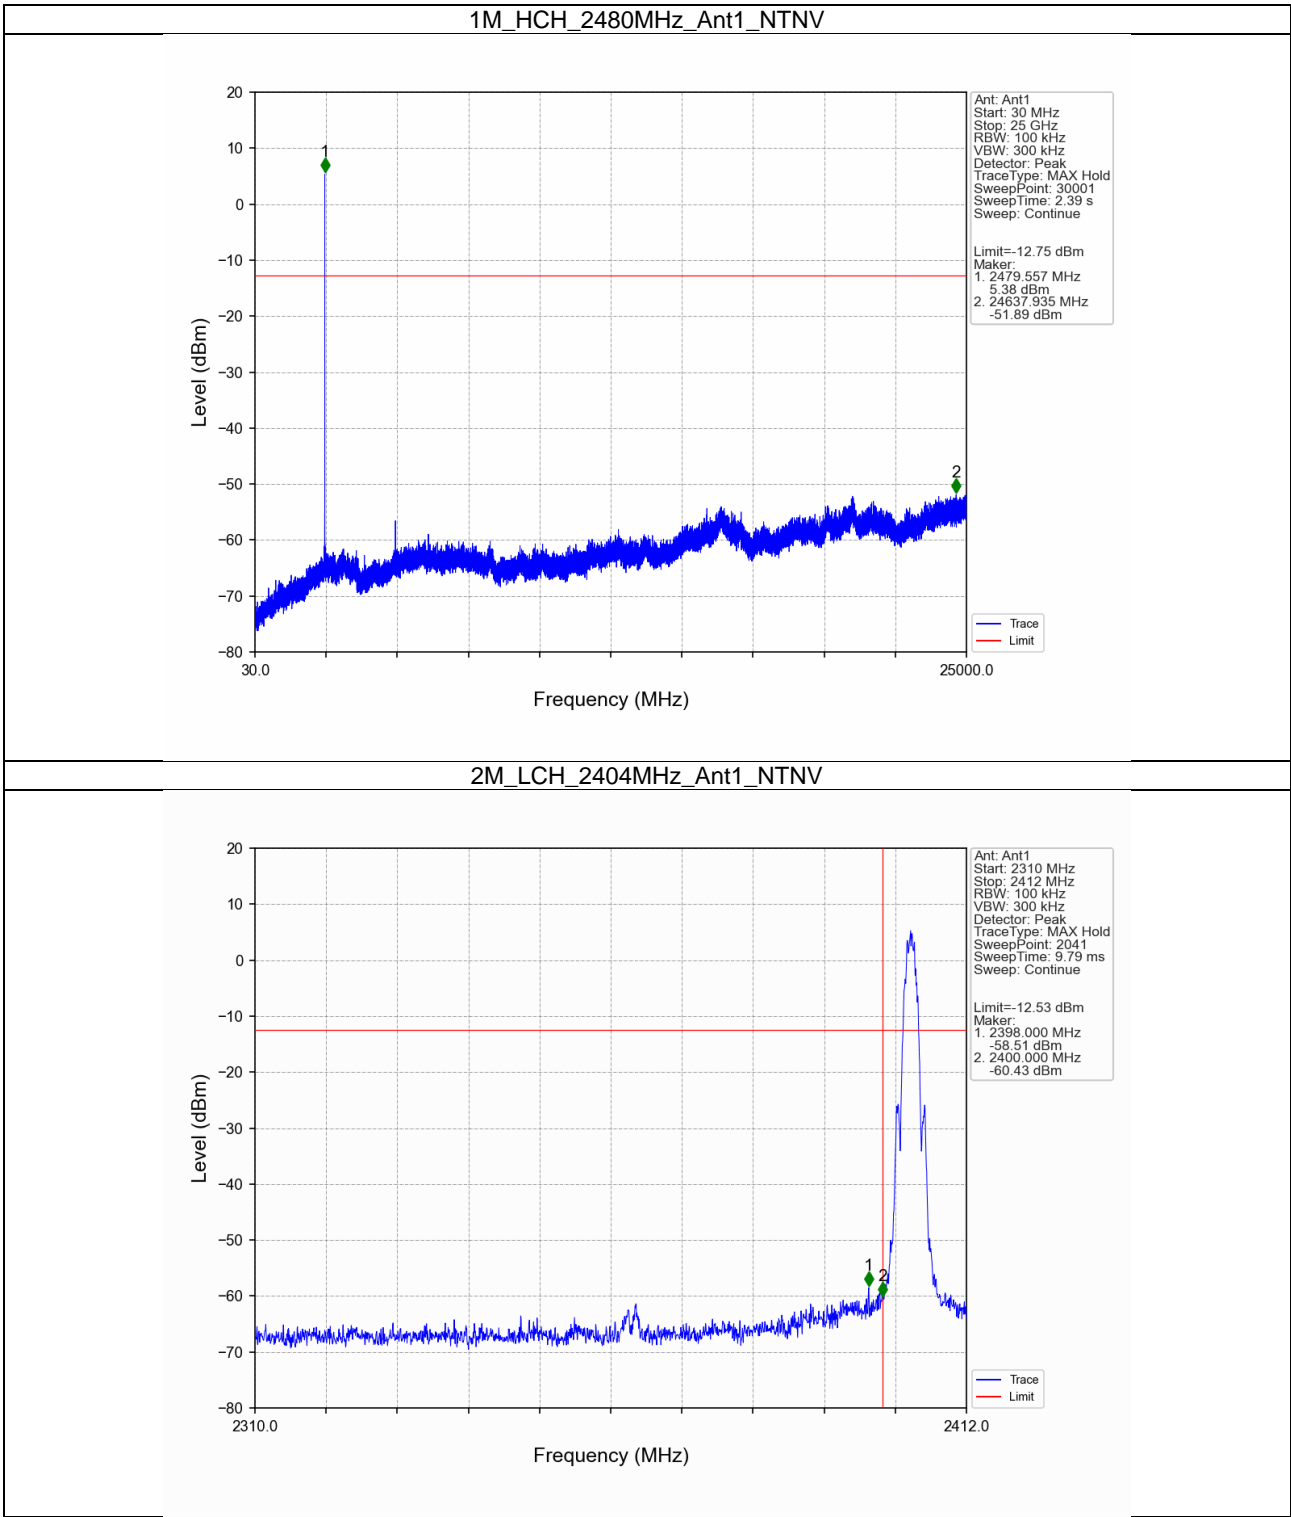 1M_HCH_2480MHz_Ant1_NTNV
20
10
0
−10
−20
−30
−40
−50
−60
−70
−80
Level (dBm)
1
2
30.0
25000.0
Frequency (MHz)
Ant: Ant1
Start: 30 MHz
Stop: 25 GHz
RBW: 100 kHz
VBW: 300 kHz
Detector: Peak
TraceType: MAX Hold
SweepPoint: 30001
SweepTime: 2.39 s
Sweep: Continue
Limit=-12.75 dBm
Maker:
1. 2479.557 MHz
5.38 dBm
2. 24637.935 MHz
-51.89 dBm
Trace
Limit
2M_LCH_2404MHz_Ant1_NTNV
20
10
0
−10
−20
−30
−40
−50
−60
−70
−80
Level (dBm)
1
2
2310.0
2412.0
Frequency (MHz)
Ant: Ant1
Start: 2310 MHz
Stop: 2412 MHz
RBW: 100 kHz
VBW: 300 kHz
Detector: Peak
TraceType: MAX Hold
SweepPoint: 2041
SweepTime: 9.79 ms
Sweep: Continue
Limit=-12.53 dBm
Maker:
1. 2398.000 MHz
-58.51 dBm
2. 2400.000 MHz
-60.43 dBm
Trace
Limit